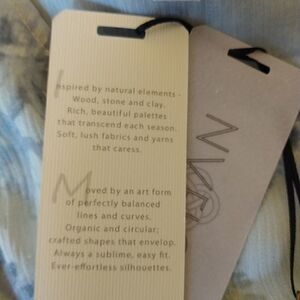 Inspired by natural elements -
Wood, stone and clay.
Rich, beautiful palettes
that transcend each season.
Soft, lush fabrics and yarns
that caress.
Moved by an art form
of perfectly balanced
lines and curves.
Organic and circular;
crafted shapes that envelop.
Always a sublime, easy fit.
Ever-effortless silhouettes.